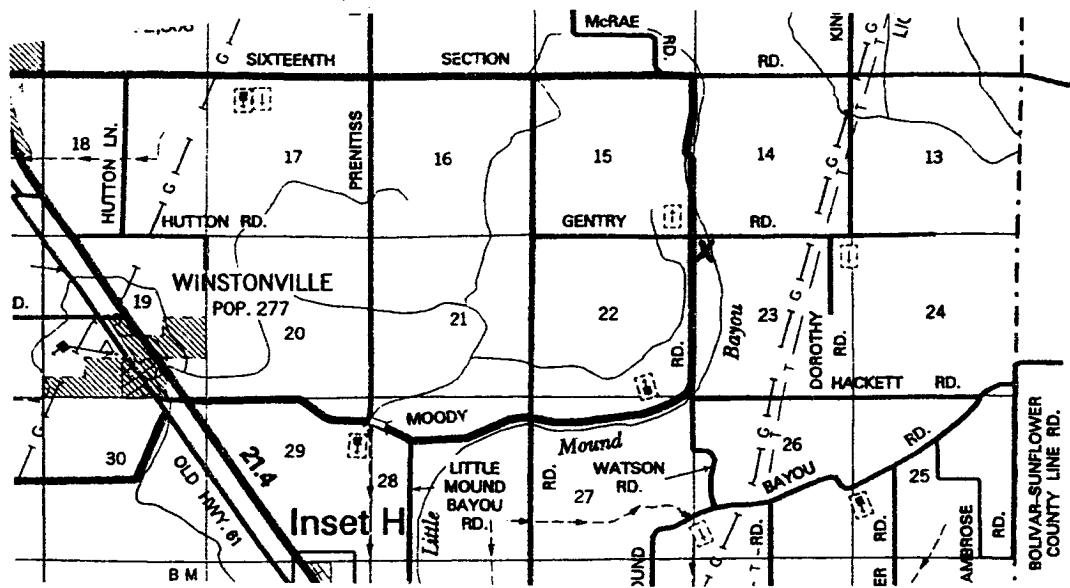 McRAE
RD.
SIXTEENTH SECTION RD.
18
HUTTON LN.
17
PRENITISS
16
15
14
13
G
G
T
G
HUTTON RD.
GENTRY RD.
X
WINSTONVILLE
POP. 277
19
20
21
22
RD.
Bayou
23
24
DOROTHY RD.
G
T
D.
HACKETT RD.
MOODY
Mound
G
30
OLD HWY. 61
21.4
29
28
LITTLE
MOUND
BAYOU
RD.
Little
RD.
27
WATSON
RD.
26
G
T
BAYOU RD.
25
Inset H
B M
OUND
G
T
RD.
ER RD.
AMBROSE RD.
BOLIVAR-SUNFLOWER
COUNTY LINE RD.